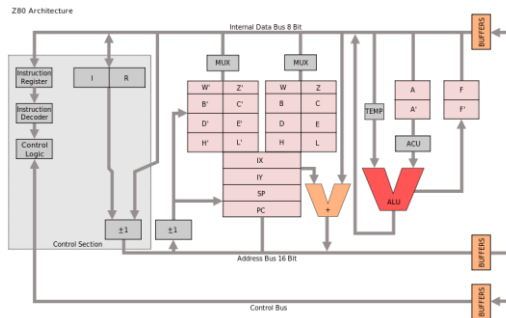 Z80 Architecture
Internal Data Bus 8 Bit
BUFFERS
Instruction
Register
I
R
MUX
MUX
W'
Z'
W
Z
B'
C'
B
C
D'
E'
D
E
H'
L'
H
L
A
F
A'
F'
TEMP
ACU
Instruction
Decoder
Control
Logic
IX
IY
SP
PC
+
ALU
±1
±1
Control Section
Address Bus 16 Bit
BUFFERS
Control Bus
BUFFERS